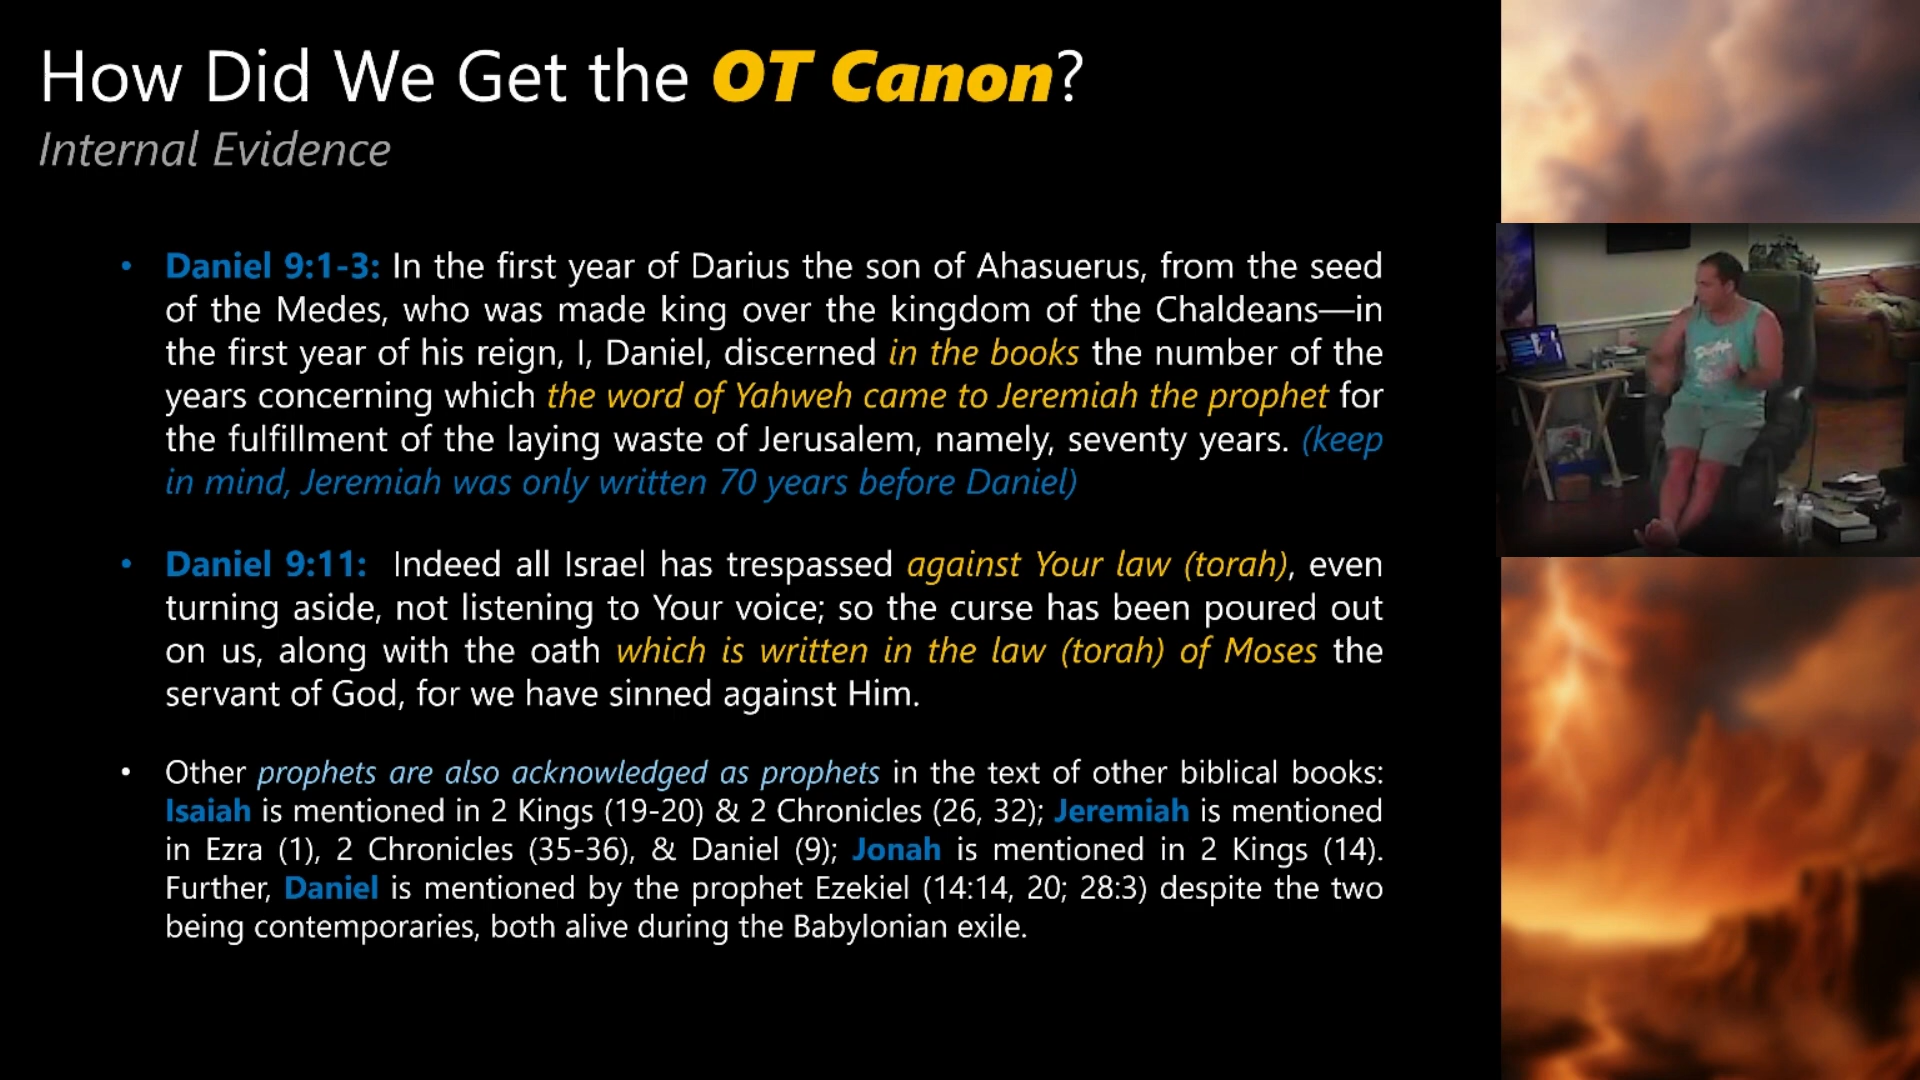 How Did We Get the OT Canon?
Internal Evidence
• Daniel 9:1-3: In the first year of Darius the son of Ahasuerus, from the seed
of the Medes, who was made king over the kingdom of the Chaldeans—in
the first year of his reign, I, Daniel, discerned in the books the number of the
years concerning which the word of Yahweh came to Jeremiah the prophet for
the fulfillment of the laying waste of Jerusalem, namely, seventy years. (keep
in mind, Jeremiah was only written 70 years before Daniel)
• Daniel 9:11: Indeed all Israel has trespassed against Your law (torah), even
turning aside, not listening to Your voice; so the curse has been poured out
on us, along with the oath which is written in the law (torah) of Moses the
servant of God, for we have sinned against Him.
• Other prophets are also acknowledged as prophets in the text of other biblical books:
Isaiah is mentioned in 2 Kings (19-20) & 2 Chronicles (26, 32); Jeremiah is mentioned
in Ezra (1), 2 Chronicles (35-36), & Daniel (9); Jonah is mentioned in 2 Kings (14).
Further, Daniel is mentioned by the prophet Ezekiel (14:14, 20; 28:3) despite the two
being contemporaries, both alive during the Babylonian exile.